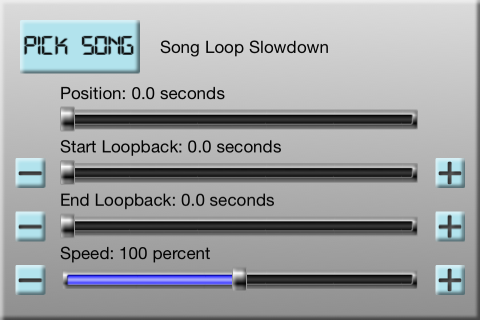 PICK SONG
Song Loop Slowdown
Position: 0.0 seconds
Start Loopback: 0.0 seconds
End Loopback: 0.0 seconds
Speed: 100 percent